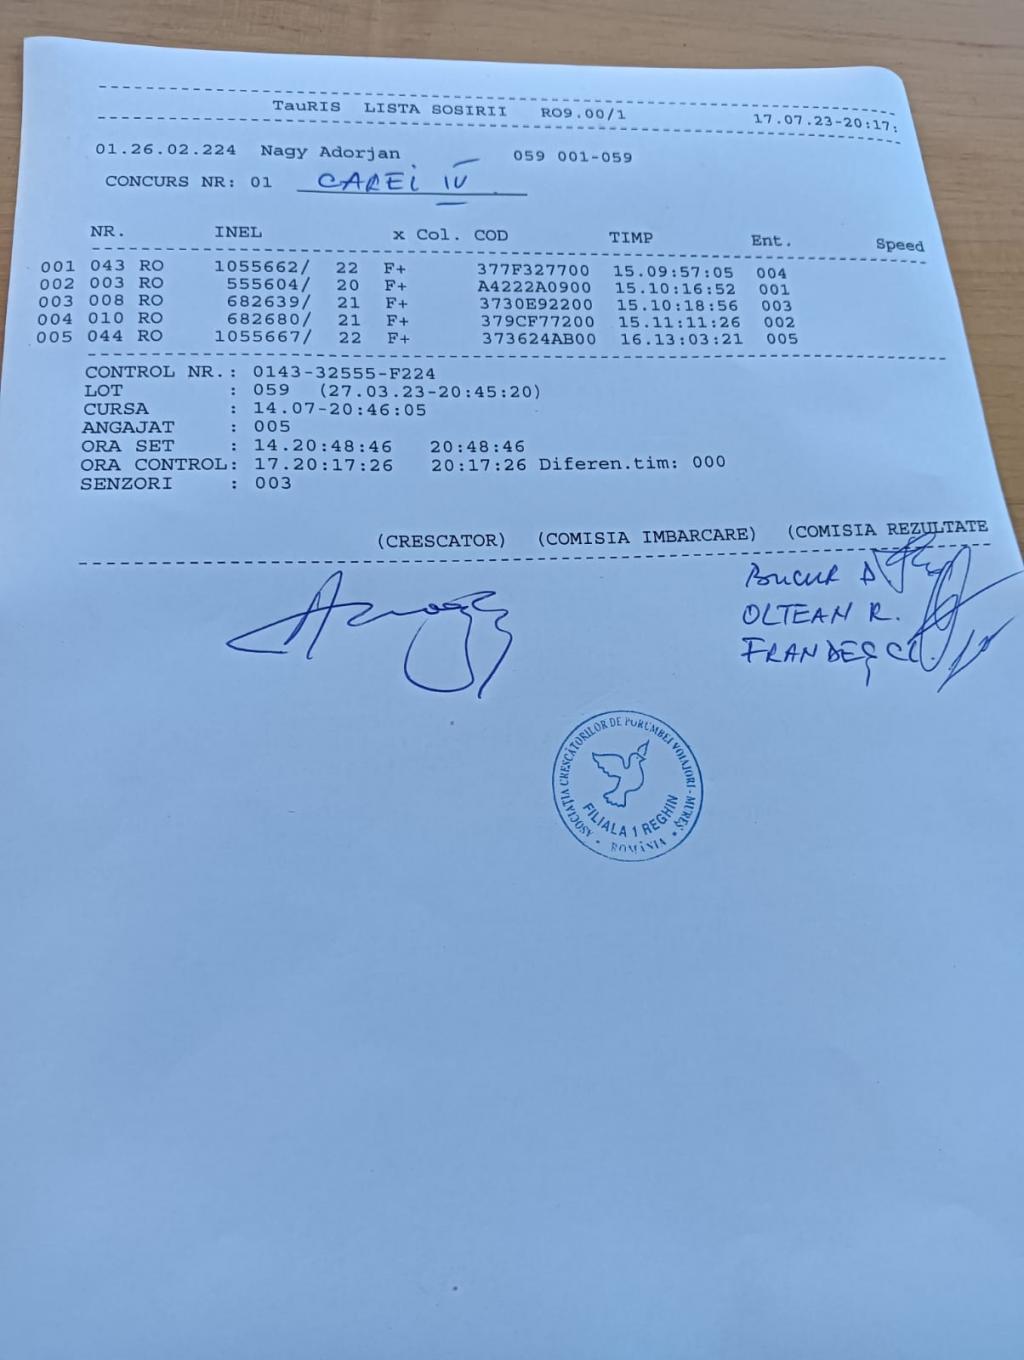 TauRIS LISTA SOSIRII RO9.00/1 17.07.23-20:17:
01.26.02.224 Nagy Adorjan 059 001-059
CONCURS NR: 01 CAREI IV
NR. INEL x Col. COD TIMP Ent. Speed
001 043 RO 1055662/ 22 F+ 377F327700 15.09:57:05 004
002 003 RO 555604/ 20 F+ A4222A0900 15.10:16:52 001
003 008 RO 682639/ 21 F+ 3730E92200 15.10:18:56 003
004 010 RO 682680/ 21 F+ 379CF77200 15.11:11:26 002
005 044 RO 1055667/ 22 F+ 373624AB00 16.13:03:21 005
CONTROL NR.: 0143-32555-F224
LOT : 059 (27.03.23-20:45:20)
CURSA : 14.07-20:46:05
ANGAJAT : 005
ORA SET : 14.20:48:46 20:48:46
ORA CONTROL: 17.20:17:26 20:17:26 Diferen.tim: 000
SENZORI : 003
(CRESCATOR) (COMISIA IMBARCARE) (COMISIA REZULTATE
BUCUR D
OLTEAN R.
FRANDEȘ C.
ASOCIAȚIA CRESCĂTORILOR DE PORUMBEI VOIAJORI - MUREȘ
FILIALA 1 REGHIN
ROMÂNIA